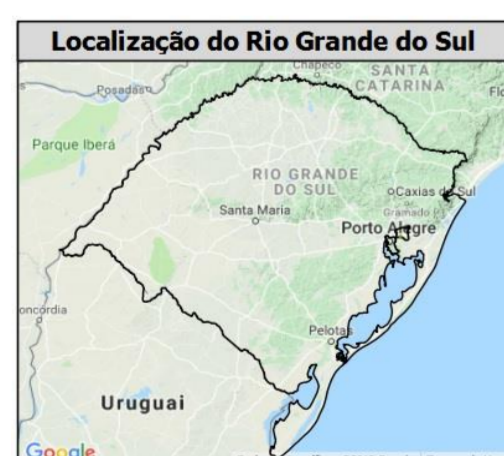 Localização do Rio Grande do Sul
Chapecó
SANTA
CATARINA
Posadas
Parque Iberá
RIO GRANDE
DO SUL
Caxias do Sul
Santa Maria
Gramado
Porto Alegre
Pelotas
Uruguai
Google